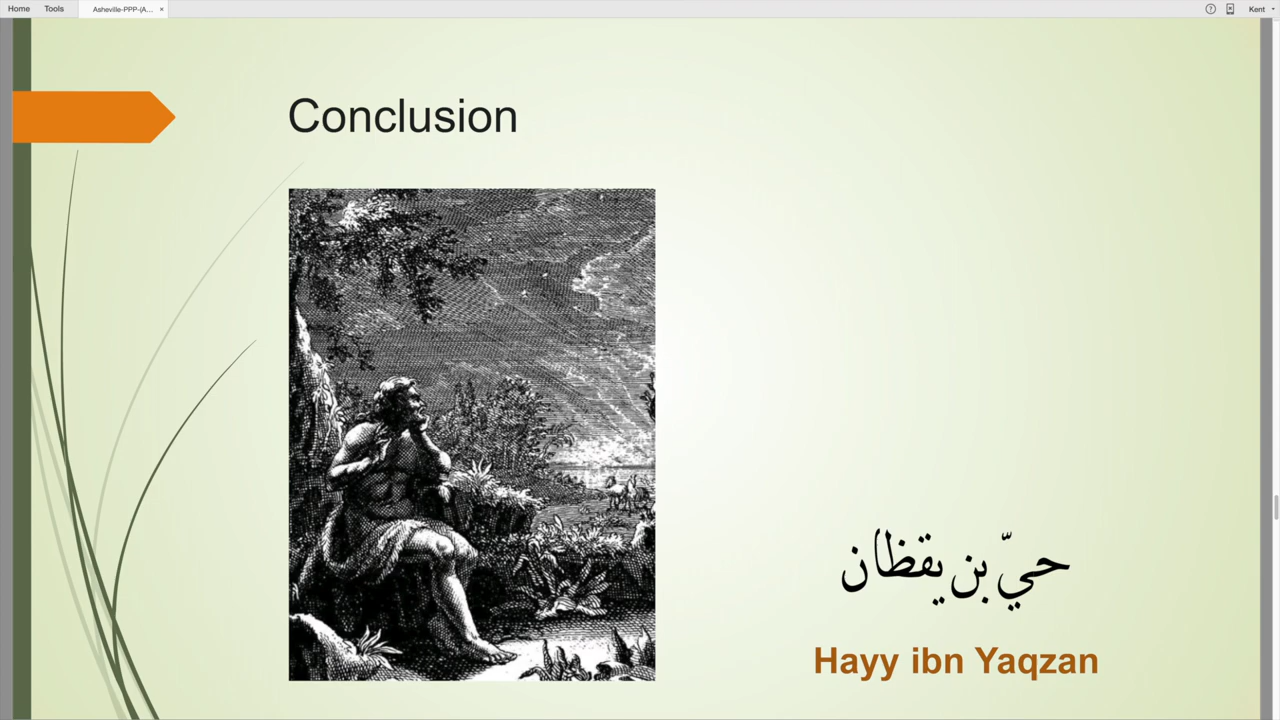 Home Tools Asheville-PPP-(A... × ? Kent
Conclusion
حيّ بن يقظان
Hayy ibn Yaqzan